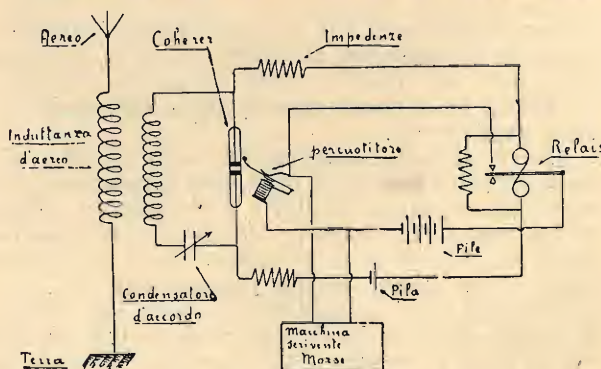 Aereo
Coherer
Impedenze
Induttanza
d'aereo
percuotitore
Relais
Pile
Condensatore
d'accordo
Pila
Macchina
scrivente
Morse
Terra